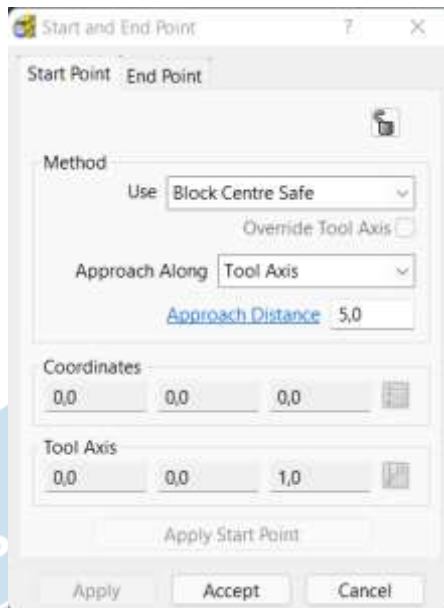 Start and End Point ? ×
Start Point End Point
Method
Use Block Centre Safe
Override Tool Axis
Approach Along Tool Axis
Approach Distance 5,0
Coordinates
0,0 0,0 0,0
Tool Axis
0,0 0,0 1,0
Apply Start Point
Apply Accept Cancel